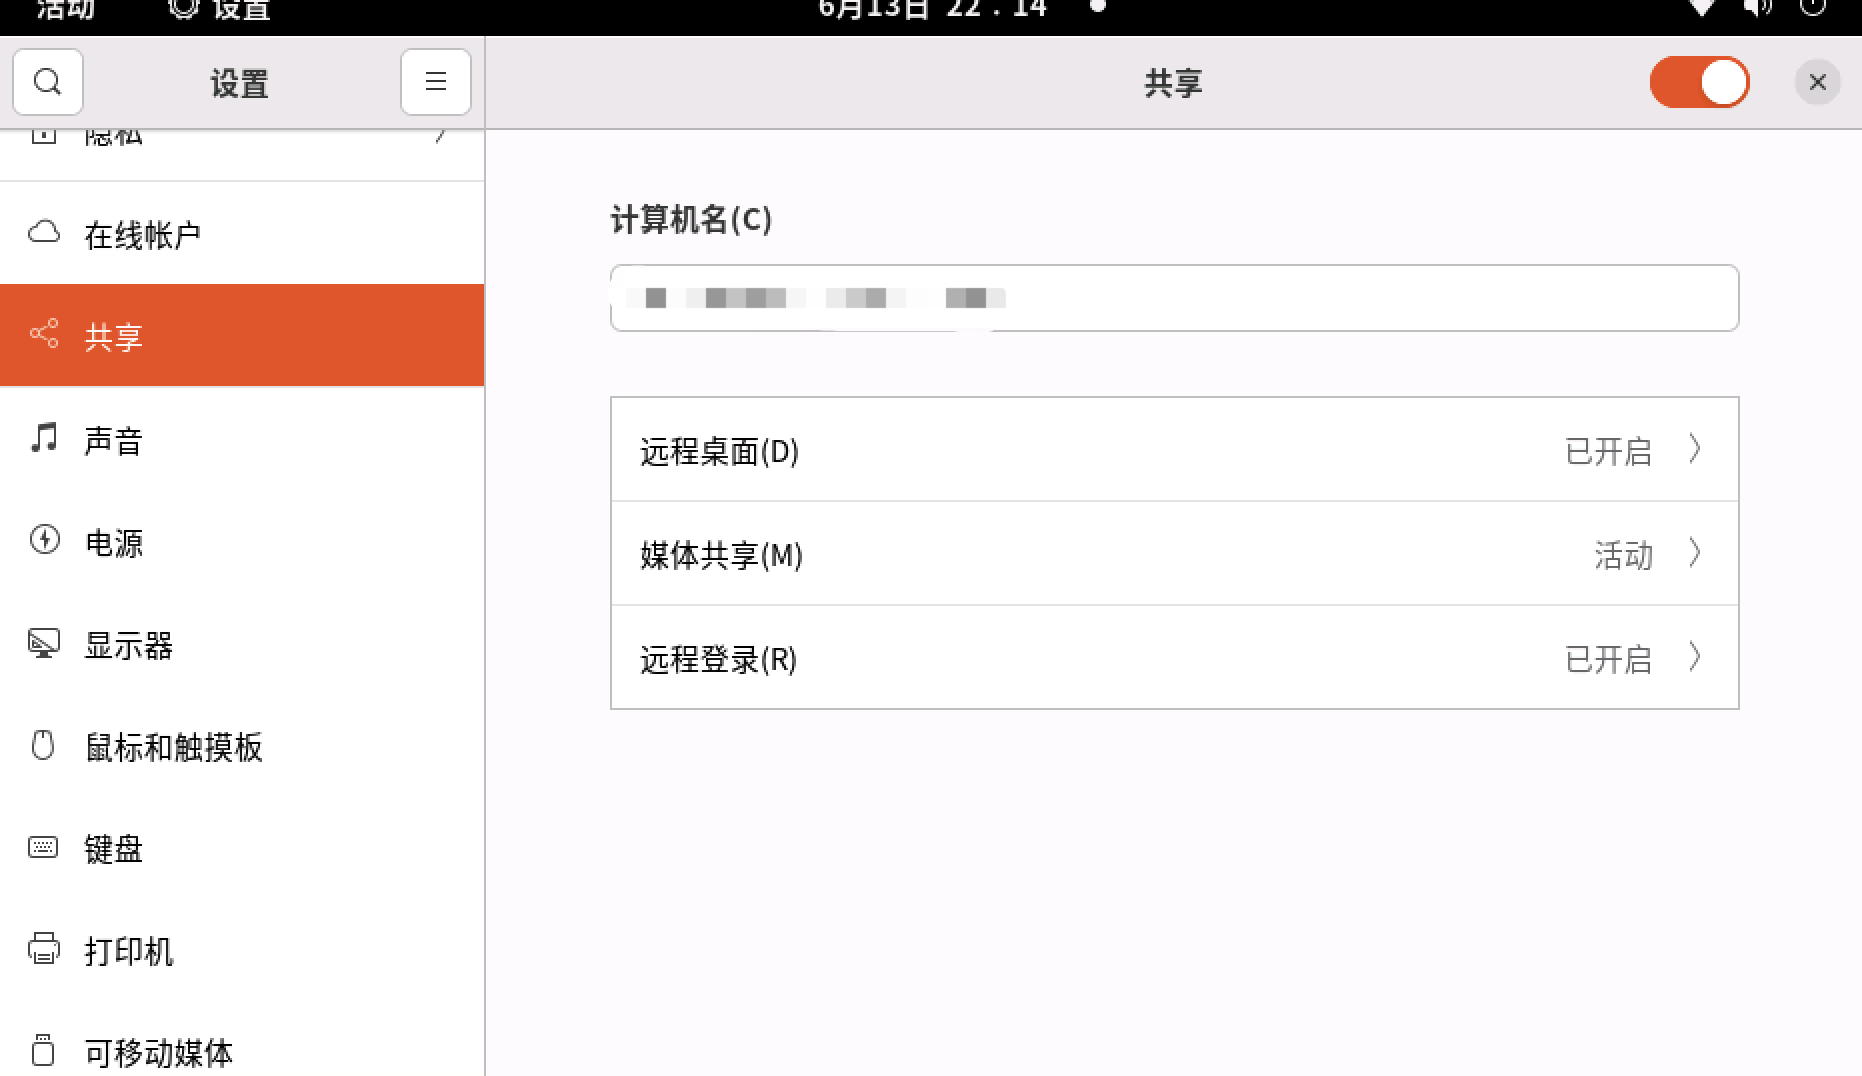 活动 设置 6月13日 22：14
设置
共享
隐私
在线帐户
共享
声音
电源
显示器
鼠标和触摸板
键盘
打印机
可移动媒体
计算机名(C)
远程桌面(D) 已开启
媒体共享(M) 活动
远程登录(R) 已开启